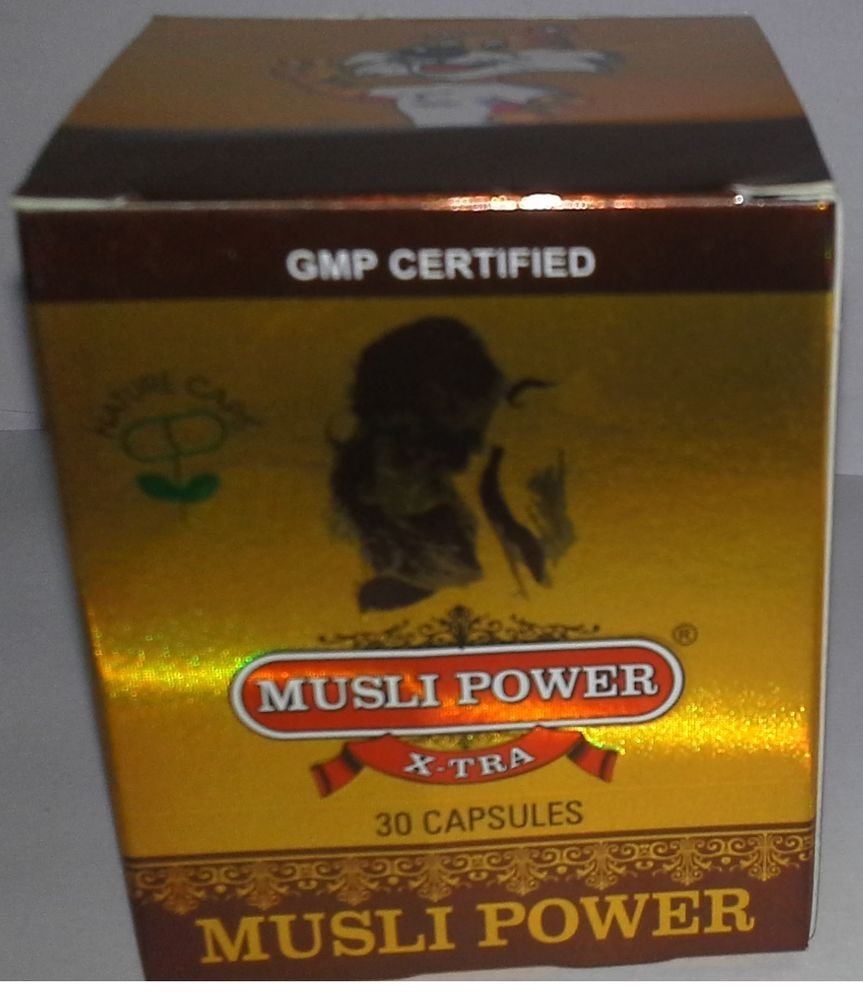 GMP CERTIFIED
NATURE CARE
MUSLI POWER ®
X-TRA
30 CAPSULES
MUSLI POWER